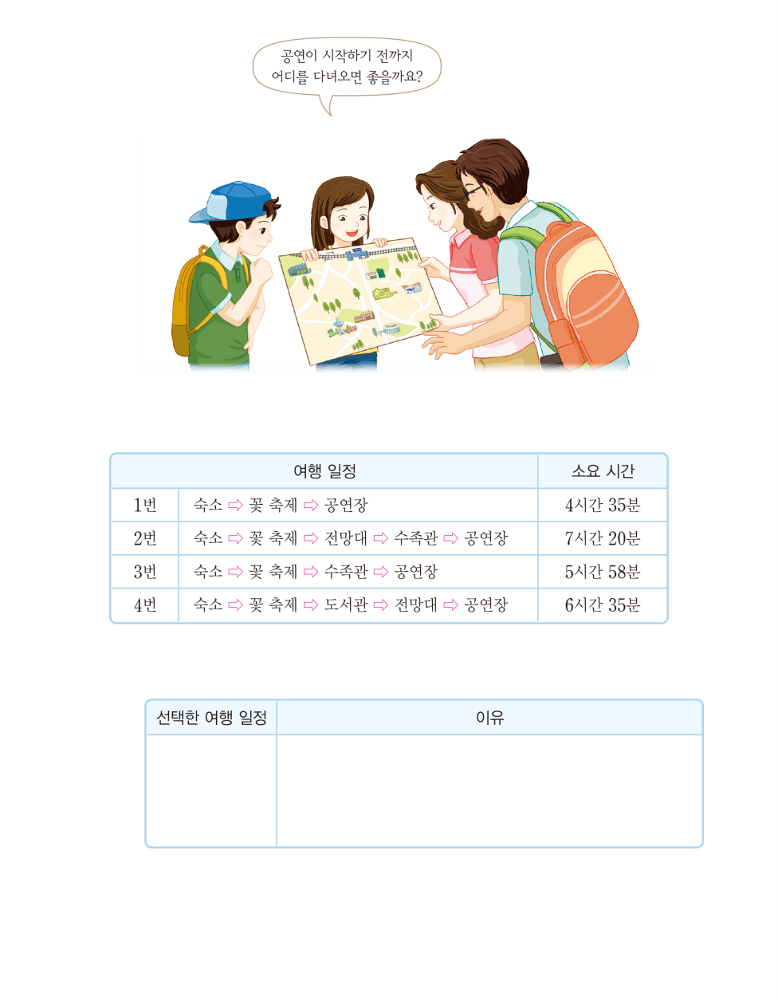 공연이 시작하기 전까지
어디를 다녀오면 좋을까요?
여행 일정 소요 시간
1번 숙소 ⇨ 꽃 축제 ⇨ 공연장 4시간 35분
2번 숙소 ⇨ 꽃 축제 ⇨ 전망대 ⇨ 수족관 ⇨ 공연장 7시간 20분
3번 숙소 ⇨ 꽃 축제 ⇨ 수족관 ⇨ 공연장 5시간 58분
4번 숙소 ⇨ 꽃 축제 ⇨ 도서관 ⇨ 전망대 ⇨ 공연장 6시간 35분
선택한 여행 일정 이유